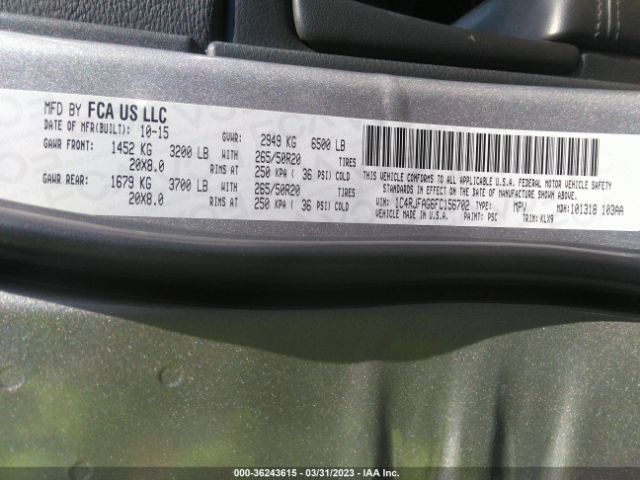 MFD BY FCA US LLC
DATE OF MFR(BUILT): 10-15 GVWR: 2949 KG 6500 LB
GAWR FRONT: 1452 KG 3200 LB WITH 265/50R20 TIRES
20X8.0 RIMS AT 250 KPA ( 36 PSI) COLD
GAWR REAR: 1679 KG 3700 LB WITH 265/50R20 TIRES
20X8.0 RIMS AT 250 KPA ( 36 PSI) COLD
THIS VEHICLE CONFORMS TO ALL APPLICABLE U.S.A. FEDERAL MOTOR VEHICLE SAFETY
STANDARDS IN EFFECT ON THE DATE OF MANUFACTURE SHOWN ABOVE.
VIN: 1C4RJFAG6FC156702 TYPE: MPV MDH:101318 103AA
VEHICLE MADE IN U.S.A. PAINT: PSC TRIM: KLX9
000-36243615 - 03/31/2023 - IAA Inc.